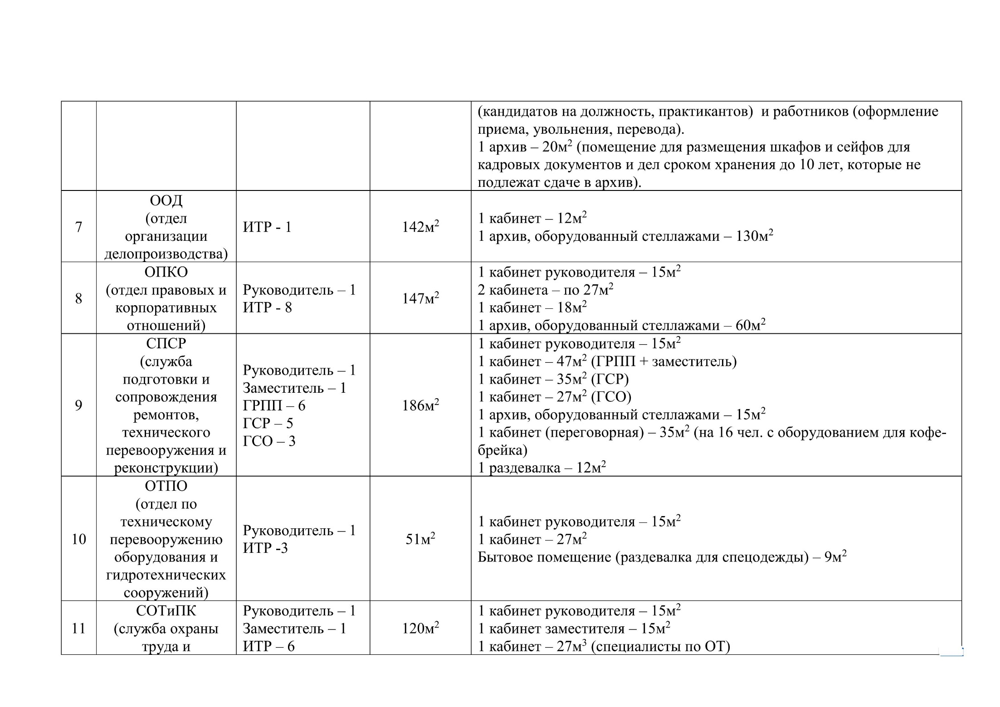 (кандидатов на должность, практикантов)  и работников (оформление
приема, увольнения, перевода).
1 архив – 20м² (помещение для размещения шкафов и сейфов для
кадровых документов и дел сроком хранения до 10 лет, которые не
подлежат сдаче в архив).
7
ООД
(отдел
организации
делопроизводства)
ИТР - 1
142м²
1 кабинет – 12м²
1 архив, оборудованный стеллажами – 130м²
8
ОПКО
(отдел правовых и
корпоративных
отношений)
Руководитель – 1
ИТР - 8
147м²
1 кабинет руководителя – 15м²
2 кабинета – по 27м²
1 кабинет – 18м²
1 архив, оборудованный стеллажами – 60м²
9
СПСР
(служба
подготовки и
сопровождения
ремонтов,
технического
перевооружения и
реконструкции)
Руководитель – 1
Заместитель – 1
ГРПП – 6
ГСР – 5
ГСО – 3
186м²
1 кабинет руководителя – 15м²
1 кабинет – 47м² (ГРПП + заместитель)
1 кабинет – 35м² (ГСР)
1 кабинет – 27м² (ГСО)
1 архив, оборудованный стеллажами – 15м²
1 кабинет (переговорная) – 35м² (на 16 чел. с оборудованием для кофе-
брейка)
1 раздевалка – 12м²
10
ОТПО
(отдел по
техническому
перевооружению
оборудования и
гидротехнических
сооружений)
Руководитель – 1
ИТР -3
51м²
1 кабинет руководителя – 15м²
1 кабинет – 27м²
Бытовое помещение (раздевалка для спецодежды) – 9м²
11
СОТиПК
(служба охраны
труда и
Руководитель – 1
Заместитель – 1
ИТР – 6
120м²
1 кабинет руководителя – 15м²
1 кабинет заместителя – 15м²
1 кабинет – 27м³ (специалисты по ОТ)